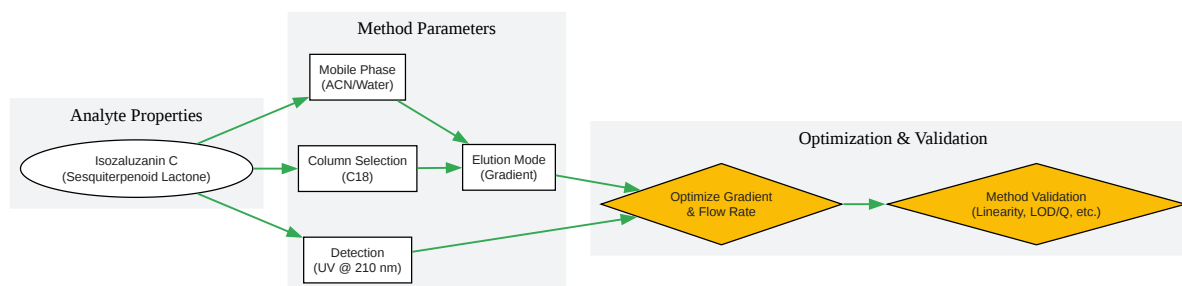 Analyte Properties
Isozaluzanin C
(Sesquiterpenoid Lactone)
Method Parameters
Mobile Phase
(ACN/Water)
Column Selection
(C18)
Detection
(UV @ 210 nm)
Elution Mode
(Gradient)
Optimization & Validation
Optimize Gradient
& Flow Rate
Method Validation
(Linearity, LOD/Q, etc.)